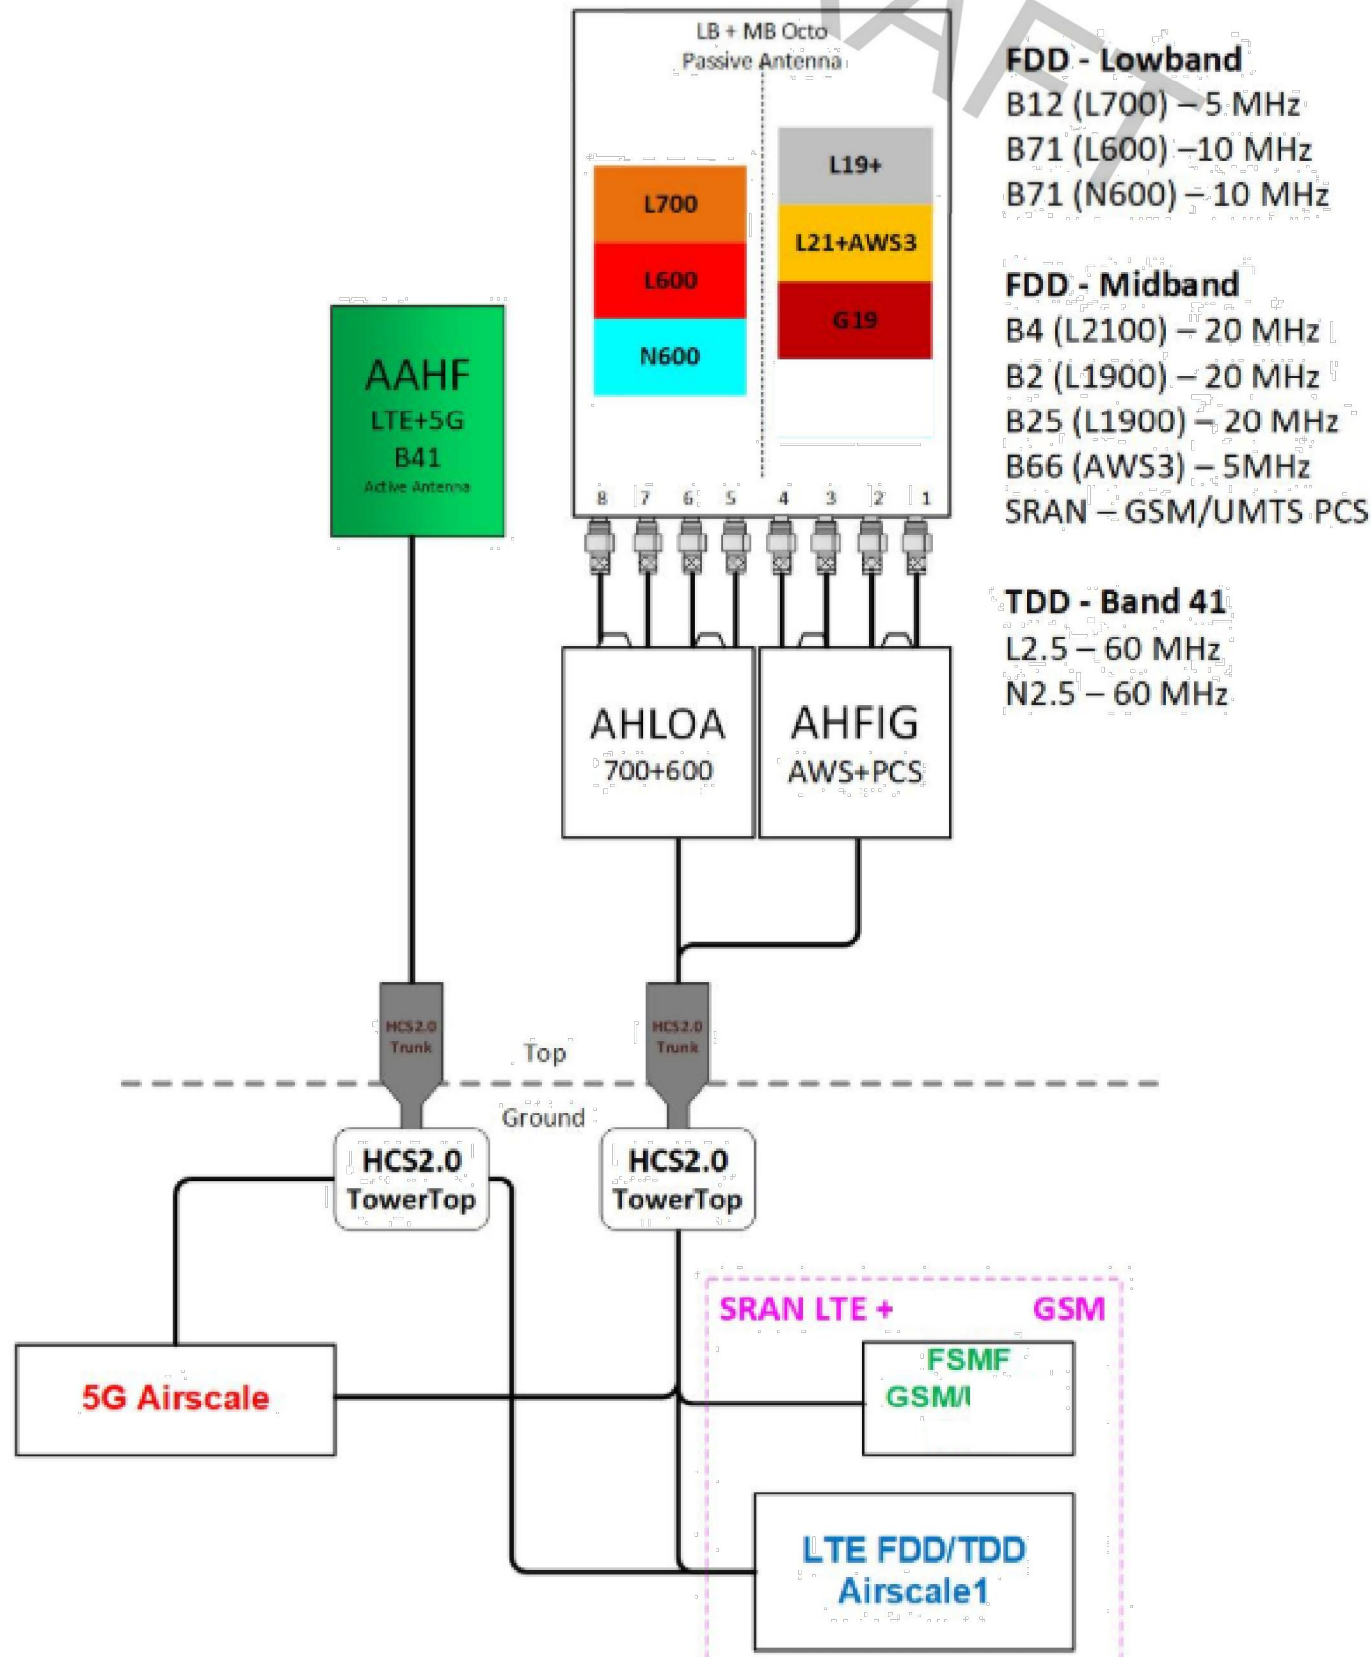 LB + MB Octo
Passive Antenna
L19+
L700
L21+AWS3
L600
G19
N600
8 7 6 5 4 3 2 1
AAHF
LTE+5G
B41
Active Antenna
AHLOA
700+600
AHFIG
AWS+PCS
FDD - Lowband
B12 (L700) – 5 MHz
B71 (L600) –10 MHz
B71 (N600) – 10 MHz
FDD - Midband
B4 (L2100) – 20 MHz
B2 (L1900) – 20 MHz
B25 (L1900) – 20 MHz
B66 (AWS3) – 5MHz
SRAN – GSM/UMTS PCS
TDD - Band 41
L2.5 – 60 MHz
N2.5 – 60 MHz
HCS2.0
Trunk
HCS2.0
Trunk
Top
Ground
HCS2.0
TowerTop
HCS2.0
TowerTop
SRAN LTE + GSM
FSMF
GSM/
5G Airscale
LTE FDD/TDD
Airscale1